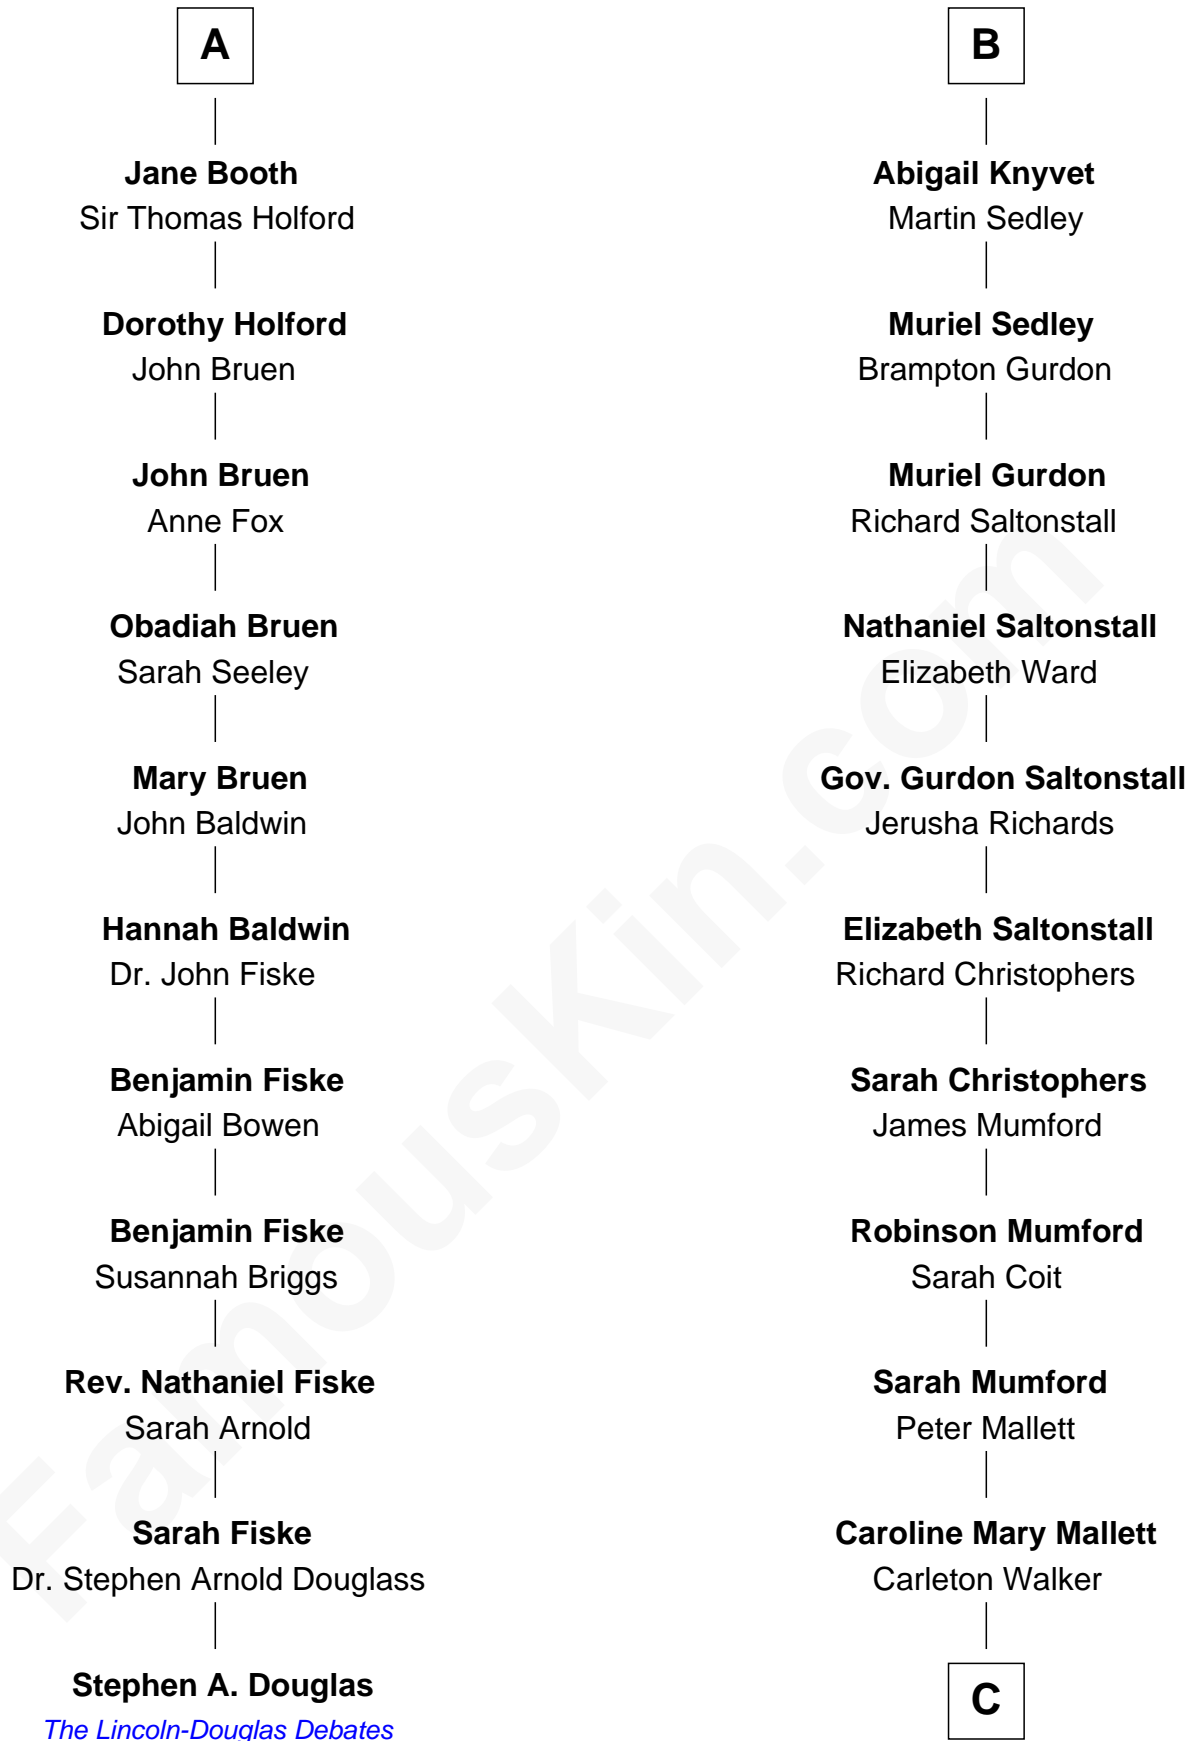 A
Jane Booth
Sir Thomas Holford
Dorothy Holford
John Bruen
John Bruen
Anne Fox
Obadiah Bruen
Sarah Seeley
Mary Bruen
John Baldwin
Hannah Baldwin
Dr. John Fiske
Benjamin Fiske
Abigail Bowen
Benjamin Fiske
Susannah Briggs
Rev. Nathaniel Fiske
Sarah Arnold
Sarah Fiske
Dr. Stephen Arnold Douglass
Stephen A. Douglas
The Lincoln-Douglas Debates
B
Abigail Knyvet
Martin Sedley
Muriel Sedley
Brampton Gurdon
Muriel Gurdon
Richard Saltonstall
Nathaniel Saltonstall
Elizabeth Ward
Gov. Gurdon Saltonstall
Jerusha Richards
Elizabeth Saltonstall
Richard Christophers
Sarah Christophers
James Mumford
Robinson Mumford
Sarah Coit
Sarah Mumford
Peter Mallett
Caroline Mary Mallett
Carleton Walker
C
FamousKin.com